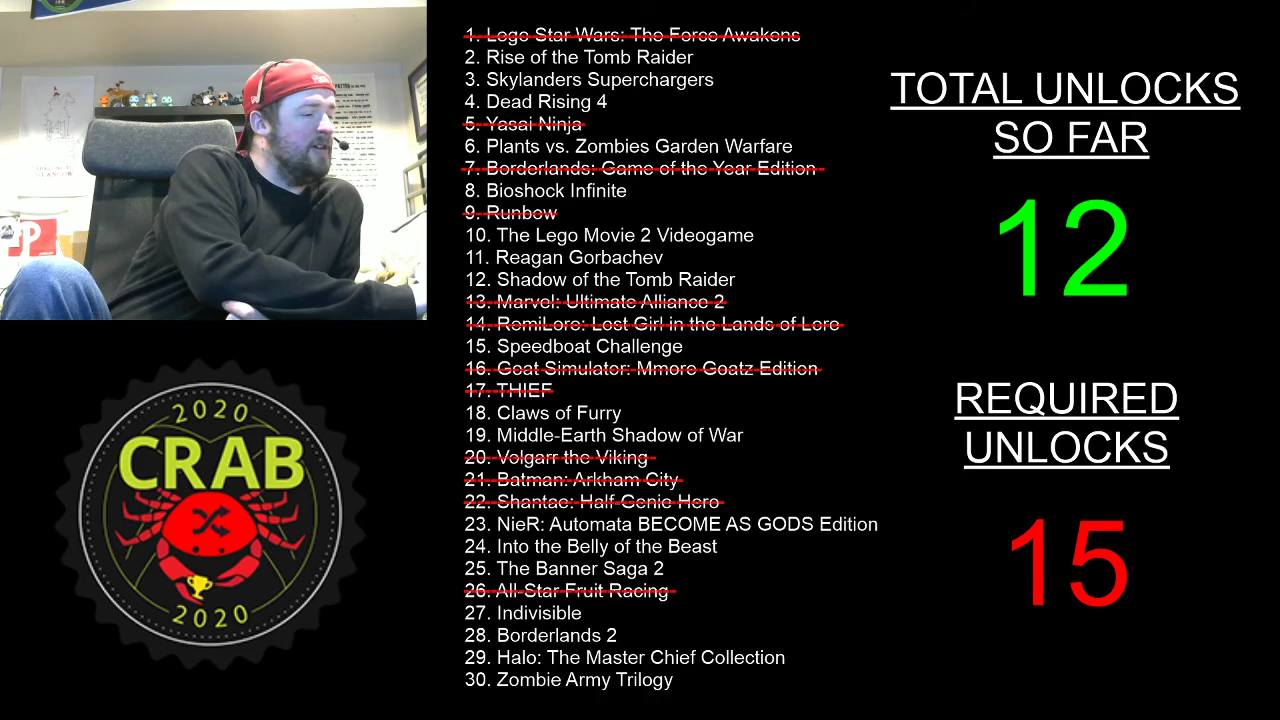 1. Lego Star Wars: The Force Awakens
2. Rise of the Tomb Raider
3. Skylanders Superchargers
4. Dead Rising 4
5. Yasai Ninja
6. Plants vs. Zombies Garden Warfare
7. Borderlands: Game of the Year Edition
8. Bioshock Infinite
9. Runbow
10. The Lego Movie 2 Videogame
11. Reagan Gorbachev
12. Shadow of the Tomb Raider
13. Marvel: Ultimate Alliance 2
14. RemiLore: Lost Girl in the Lands of Lore
15. Speedboat Challenge
16. Goat Simulator: Mmore Goatz Edition
17. THIEF
18. Claws of Furry
19. Middle-Earth Shadow of War
20. Volgarr the Viking
21. Batman: Arkham City
22. Shantae: Half-Genie Hero
23. NieR: Automata BECOME AS GODS Edition
24. Into the Belly of the Beast
25. The Banner Saga 2
26. All-Star Fruit Racing
27. Indivisible
28. Borderlands 2
29. Halo: The Master Chief Collection
30. Zombie Army Trilogy
TOTAL UNLOCKS
SO FAR
12
REQUIRED
UNLOCKS
15
2020
CRAB
2020